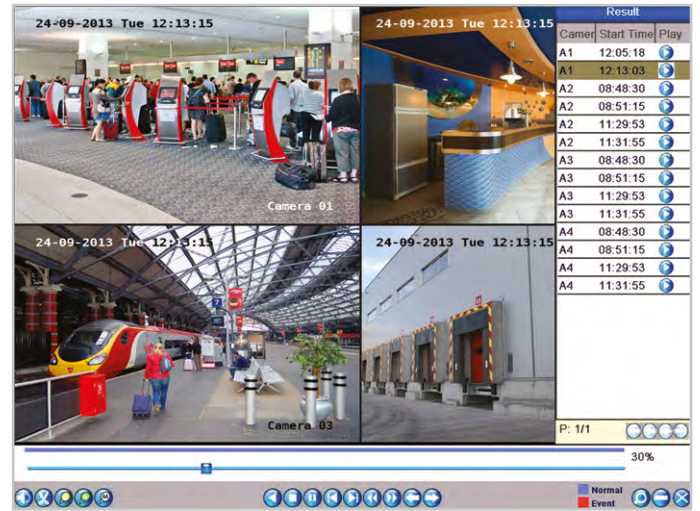 24-09-2013 Tue 12:13:15
Camera 01
24-09-2013 Tue 12:13:15
24-09-2013 Tue 12:13:15
7
Camera 03
24-09-2013 Tue 12:13:15
Result
Camer Start Time Play
A1 12:05:18
A1 12:13:03
A2 08:48:30
A2 08:51:15
A2 11:29:53
A2 11:31:55
A3 08:48:30
A3 08:51:15
A3 11:29:53
A3 11:31:55
A4 08:48:30
A4 08:51:15
A4 11:29:53
A4 11:31:55
P: 1/1
30%
Normal
Event